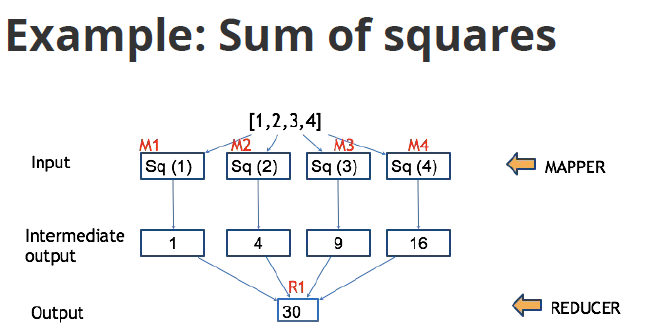 Example: Sum of squares
[1,2,3,4]
M1 M2 M3 M4
Input Sq (1) Sq (2) Sq (3) Sq (4) MAPPER
Intermediate
output
1 4 9 16
R1
Output 30 REDUCER